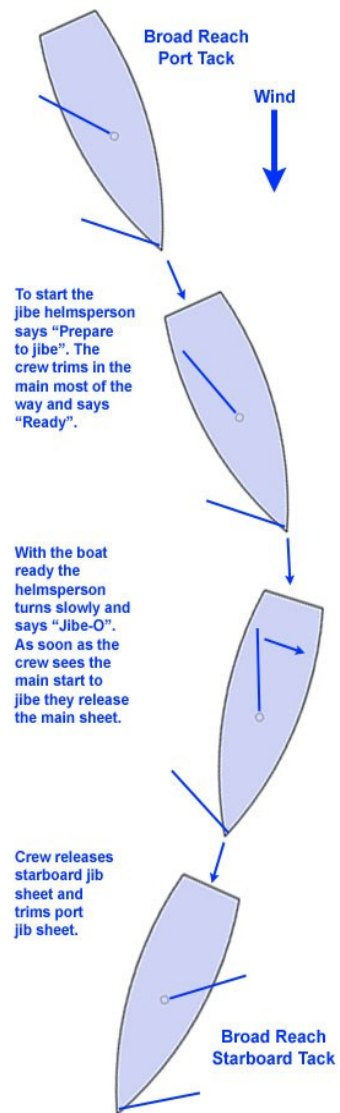 Broad Reach
Port Tack
Wind
To start the
jibe helmsperson
says “Prepare
to jibe”. The
crew trims in the
main most of the
way and says
“Ready”.
With the boat
ready the
helmsperson
turns slowly and
says “Jibe-O”.
As soon as the
crew sees the
main start to
jibe they release
the main sheet.
Crew releases
starboard jib
sheet and
trims port
jib sheet.
Broad Reach
Starboard Tack